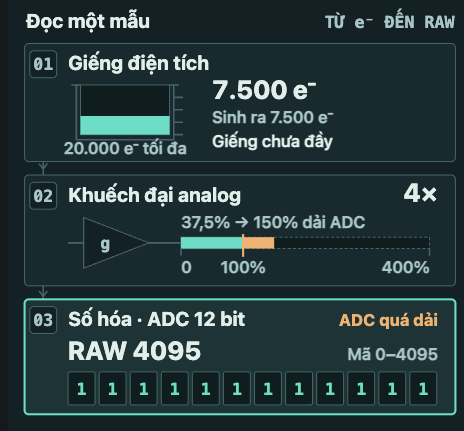 Đọc một mẫu
TỪ e⁻ ĐẾN RAW
01 Giếng điện tích
7.500 e⁻
Sinh ra 7.500 e⁻
Giếng chưa đầy
20.000 e⁻ tối đa
02 Khuếch đại analog
4×
g
37,5% → 150% dải ADC
0 100% 400%
03 Số hóa · ADC 12 bit
ADC quá dải
RAW 4095
Mã 0–4095
1 1 1 1 1 1 1 1 1 1 1 1